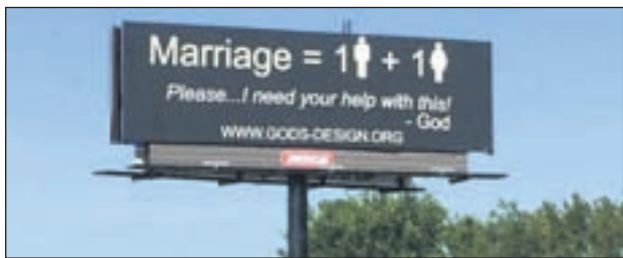 Marriage = 1 + 1
Please...I need your help with this!
- God
WWW.GODS-DESIGN.ORG